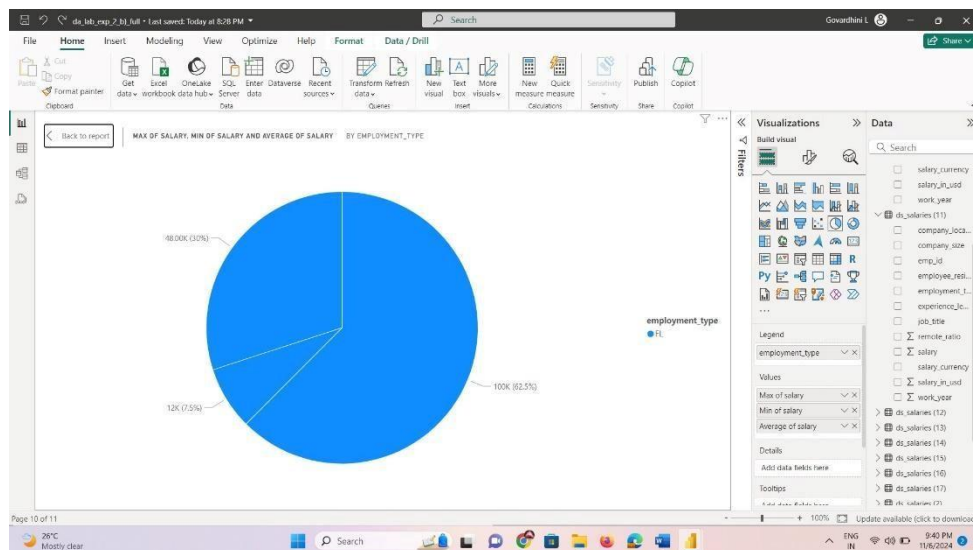 da_lab_exp_2_b)_full • Last saved: Today at 8:28 PM
Search
Govardhini L
File Home Insert Modeling View Optimize Help Format Data / Drill
Share
Paste
Cut
Copy
Format painter
Clipboard
Get data
Excel workbook
OneLake data hub
SQL Server
Enter data
Dataverse
Recent sources
Data
Transform data
Refresh
Queries
New visual
Text box
More visuals
Insert
New measure
Quick measure
Calculations
Sensitivity
Sensitivity
Publish
Share
Copilot
Copilot
Back to report
MAX OF SALARY, MIN OF SALARY AND AVERAGE OF SALARY BY EMPLOYMENT_TYPE
48.00K (30%)
12K (7.5%)
100K (62.5%)
employment_type
FL
Filters
Visualizations
Build visual
R
Py
...
Legend
employment_type
Values
Max of salary
Min of salary
Average of salary
Details
Add data fields here
Tooltips
Add data fields here
Data
Search
salary_currency
salary_in_usd
work_year
ds_salaries (11)
company_loca...
company_size
emp_id
employee_resi...
employment_t...
experience_le...
job_title
remote_ratio
salary
salary_currency
salary_in_usd
work_year
ds_salaries (12)
ds_salaries (13)
ds_salaries (14)
ds_salaries (15)
ds_salaries (16)
ds_salaries (17)
ds_salaries (2)
Page 10 of 11
100%
Update available (click to download
26°C
Mostly clear
Search
ENG
IN
9:40 PM
11/6/2024